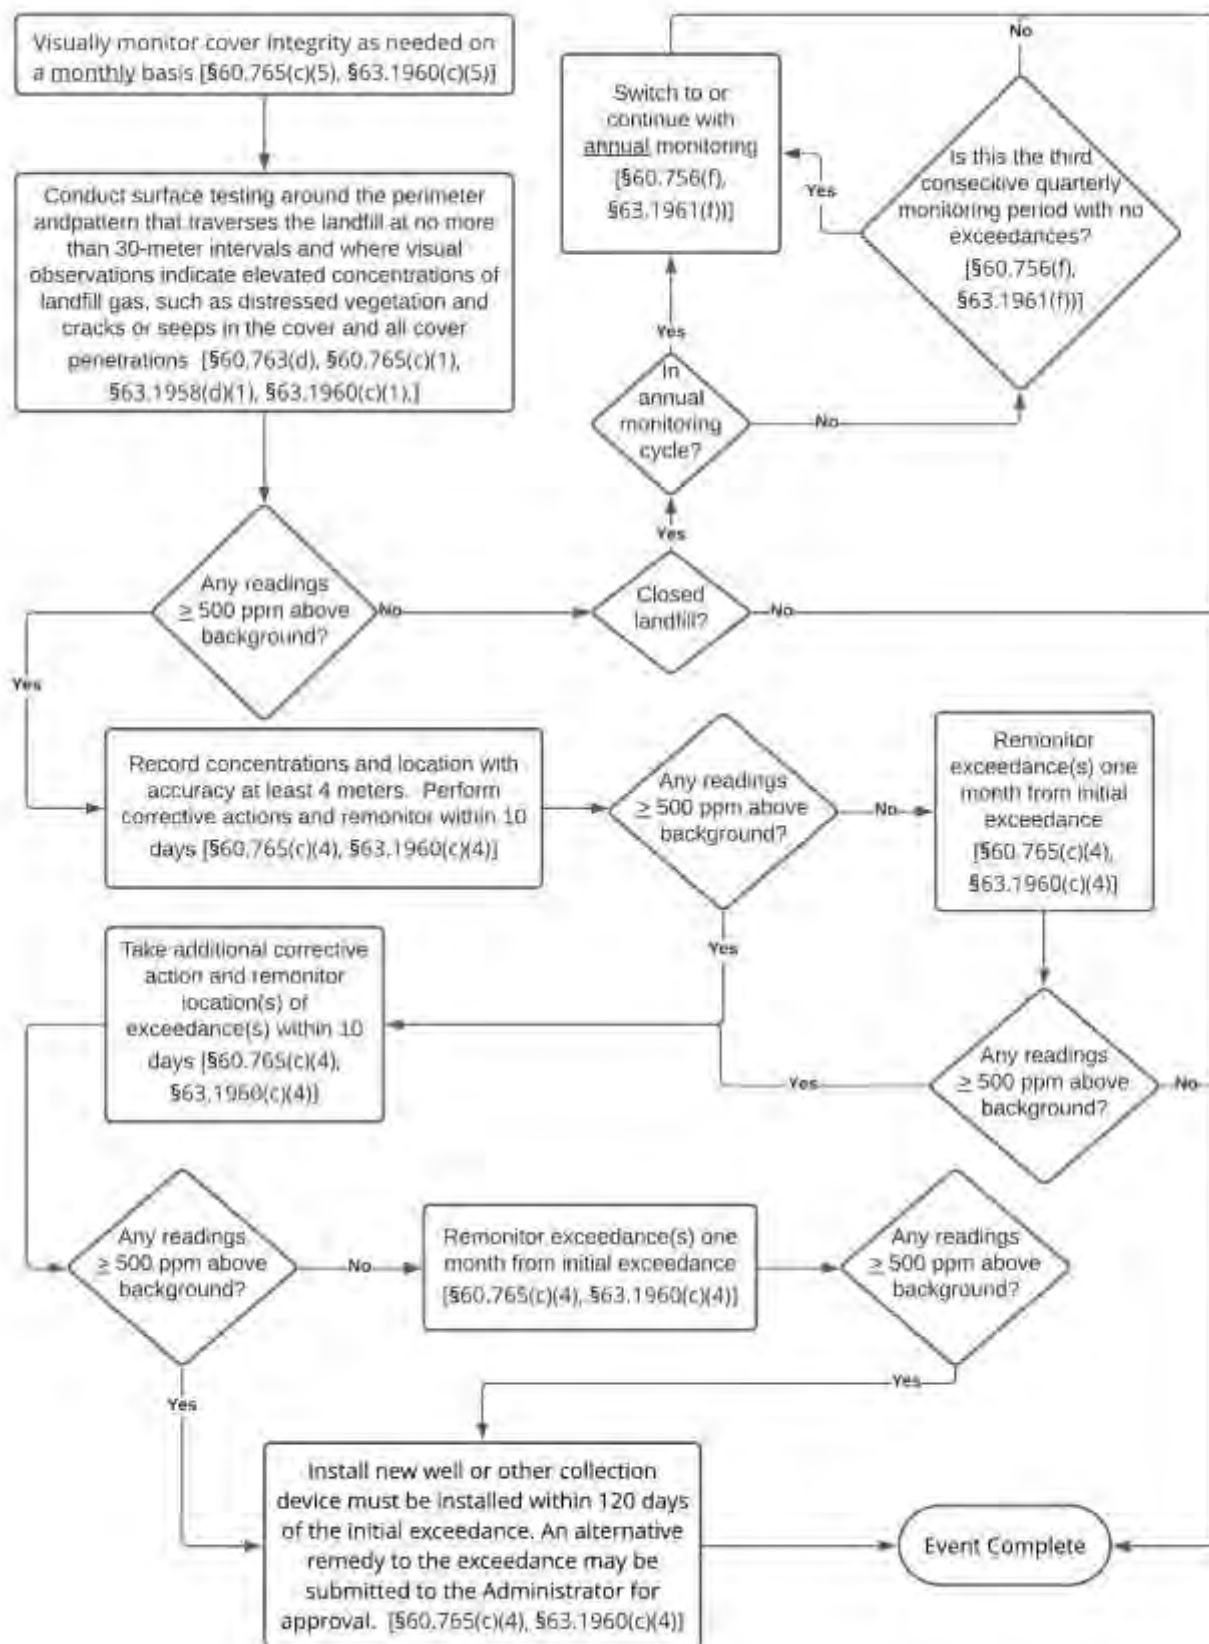 Visually monitor cover integrity as needed on
a monthly basis [§60.765(c)(5), §63.1960(c)(5)]
Conduct surface testing around the perimeter
andpattern that traverses the landfill at no more
than 30-meter intervals and where visual
observations indicate elevated concentrations of
landfill gas, such as distressed vegetation and
cracks or seeps in the cover and all cover
penetrations [§60.763(d), §60.765(c)(1),
§63.1958(d)(1), §63.1960(c)(1),]
Switch to or
continue with
annual monitoring
[§60.756(f),
§63.1961(f))]
No
Is this the third
consecitive quarterly
monitoring period with no
exceedances?
[§60.756(f),
§63.1961(f))]
Yes
Yes
In
annual
monitoring
cycle?
No
Yes
Any readings
≥ 500 ppm above
background?
No
Closed
landfill?
No
Yes
Record concentrations and location with
accuracy at least 4 meters. Perform
corrective actions and remonitor within 10
days [§60.765(c)(4), §63.1960(c)(4)]
Any readings
≥ 500 ppm above
background?
No
Remonitor
exceedance(s) one
month from initial
exceedance
[§60.765(c)(4),
§63.1960(c)(4)]
Yes
Take additional corrective
action and remonitor
location(s) of
exceedance(s) within 10
days [§60.765(c)(4),
§63.1960(c)(4)]
Yes
Any readings
≥ 500 ppm above
background?
No
Any readings
≥ 500 ppm above
background?
No
Remonitor exceedance(s) one
month from initial exceedance
[§60.765(c)(4), §63.1960(c)(4)]
Any readings
≥ 500 ppm above
background?
Yes
Yes
Install new well or other collection
device must be installed within 120 days
of the initial exceedance. An alternative
remedy to the exceedance may be
submitted to the Administrator for
approval. [§60.765(c)(4), §63.1960(c)(4)]
Event Complete